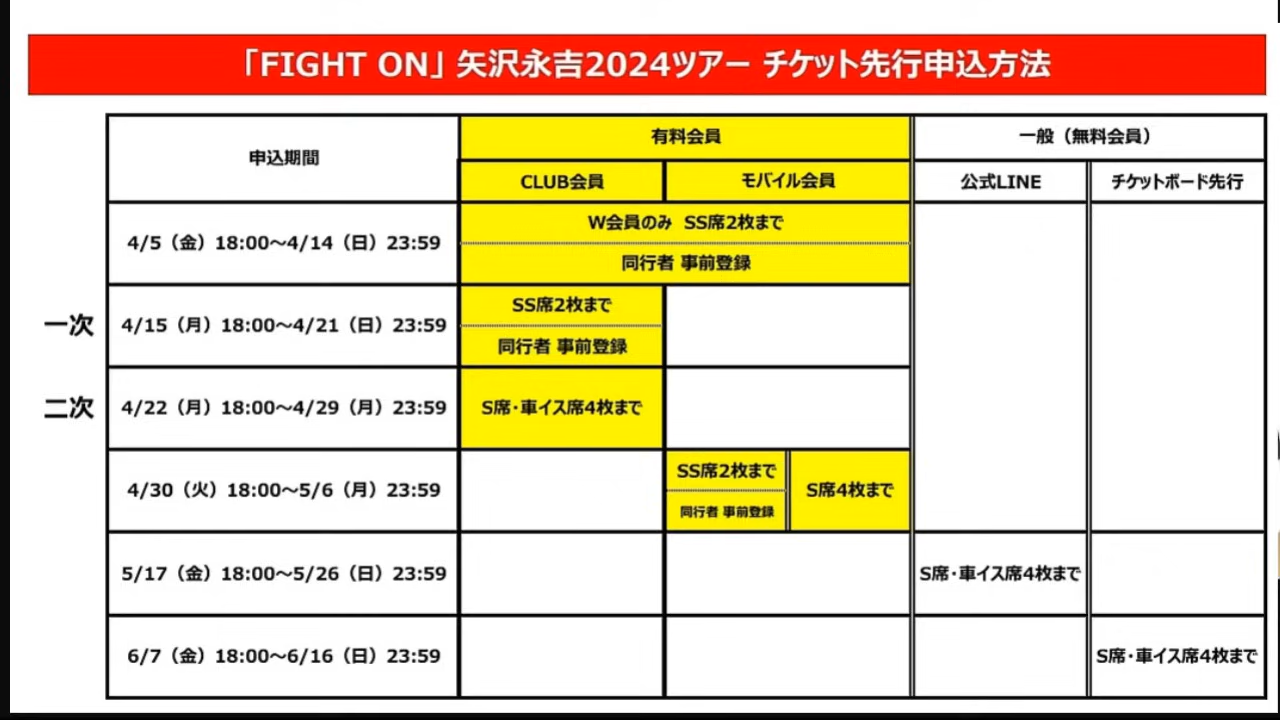 「FIGHT ON」 矢沢永吉2024ツアー チケット先行申込方法
申込期間
有料会員
一般（無料会員）
CLUB会員
モバイル会員
公式LINE
チケットボード先行
4/5（金）18:00～4/14（日）23:59
W会員のみ SS席2枚まで
同行者 事前登録
一次
4/15（月）18:00～4/21（日）23:59
SS席2枚まで
同行者 事前登録
二次
4/22（月）18:00～4/29（月）23:59
S席・車イス席4枚まで
4/30（火）18:00～5/6（月）23:59
SS席2枚まで
同行者 事前登録
S席4枚まで
5/17（金）18:00～5/26（日）23:59
S席・車イス席4枚まで
6/7（金）18:00～6/16（日）23:59
S席・車イス席4枚まで